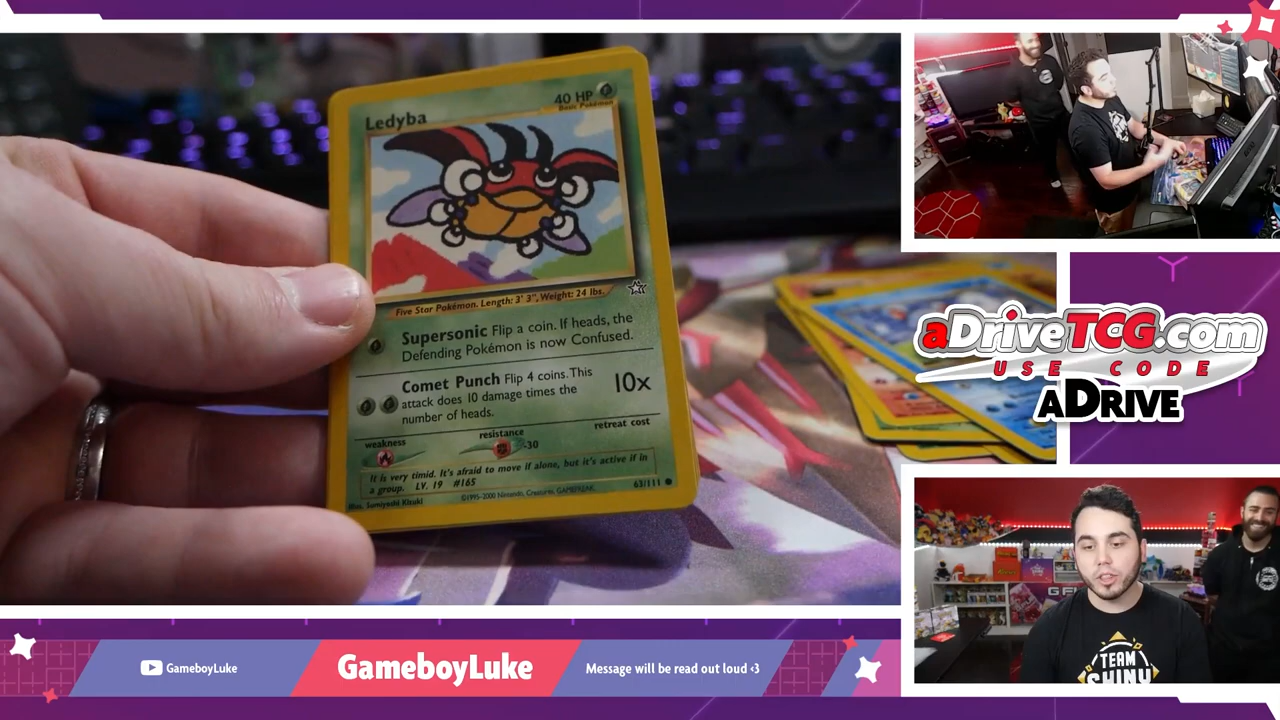 Ledyba
40 HP
Basic Pokémon
Five Star Pokémon. Length: 3' 3", Weight: 24 lbs.
Supersonic Flip a coin. If heads, the
Defending Pokémon is now Confused.
Comet Punch Flip 4 coins. This
attack does 10 damage times the
number of heads.
10x
weakness
resistance
-30
retreat cost
It is very timid. It's afraid to move if alone, but it's active if in
a group. LV. 19 #165
Illus. Sumiyoshi Kizuki
©1995-2000 Nintendo, Creatures, GAMEFREAK.
63/111
aDriveTCG.com
USE CODE
ADRIVE
TEAM
SHINY
GameboyLuke
GameboyLuke
Message will be read out loud <3